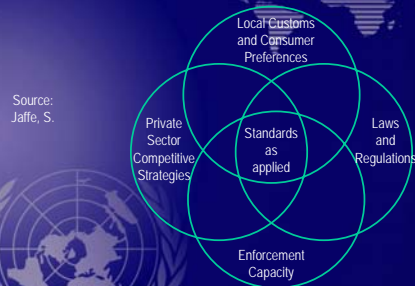 Local Customs
and Consumer
Preferences
Source:
Jaffe, S.
Private
Sector
Competitive
Strategies
Standards
as
applied
Laws
and
Regulations
Enforcement
Capacity